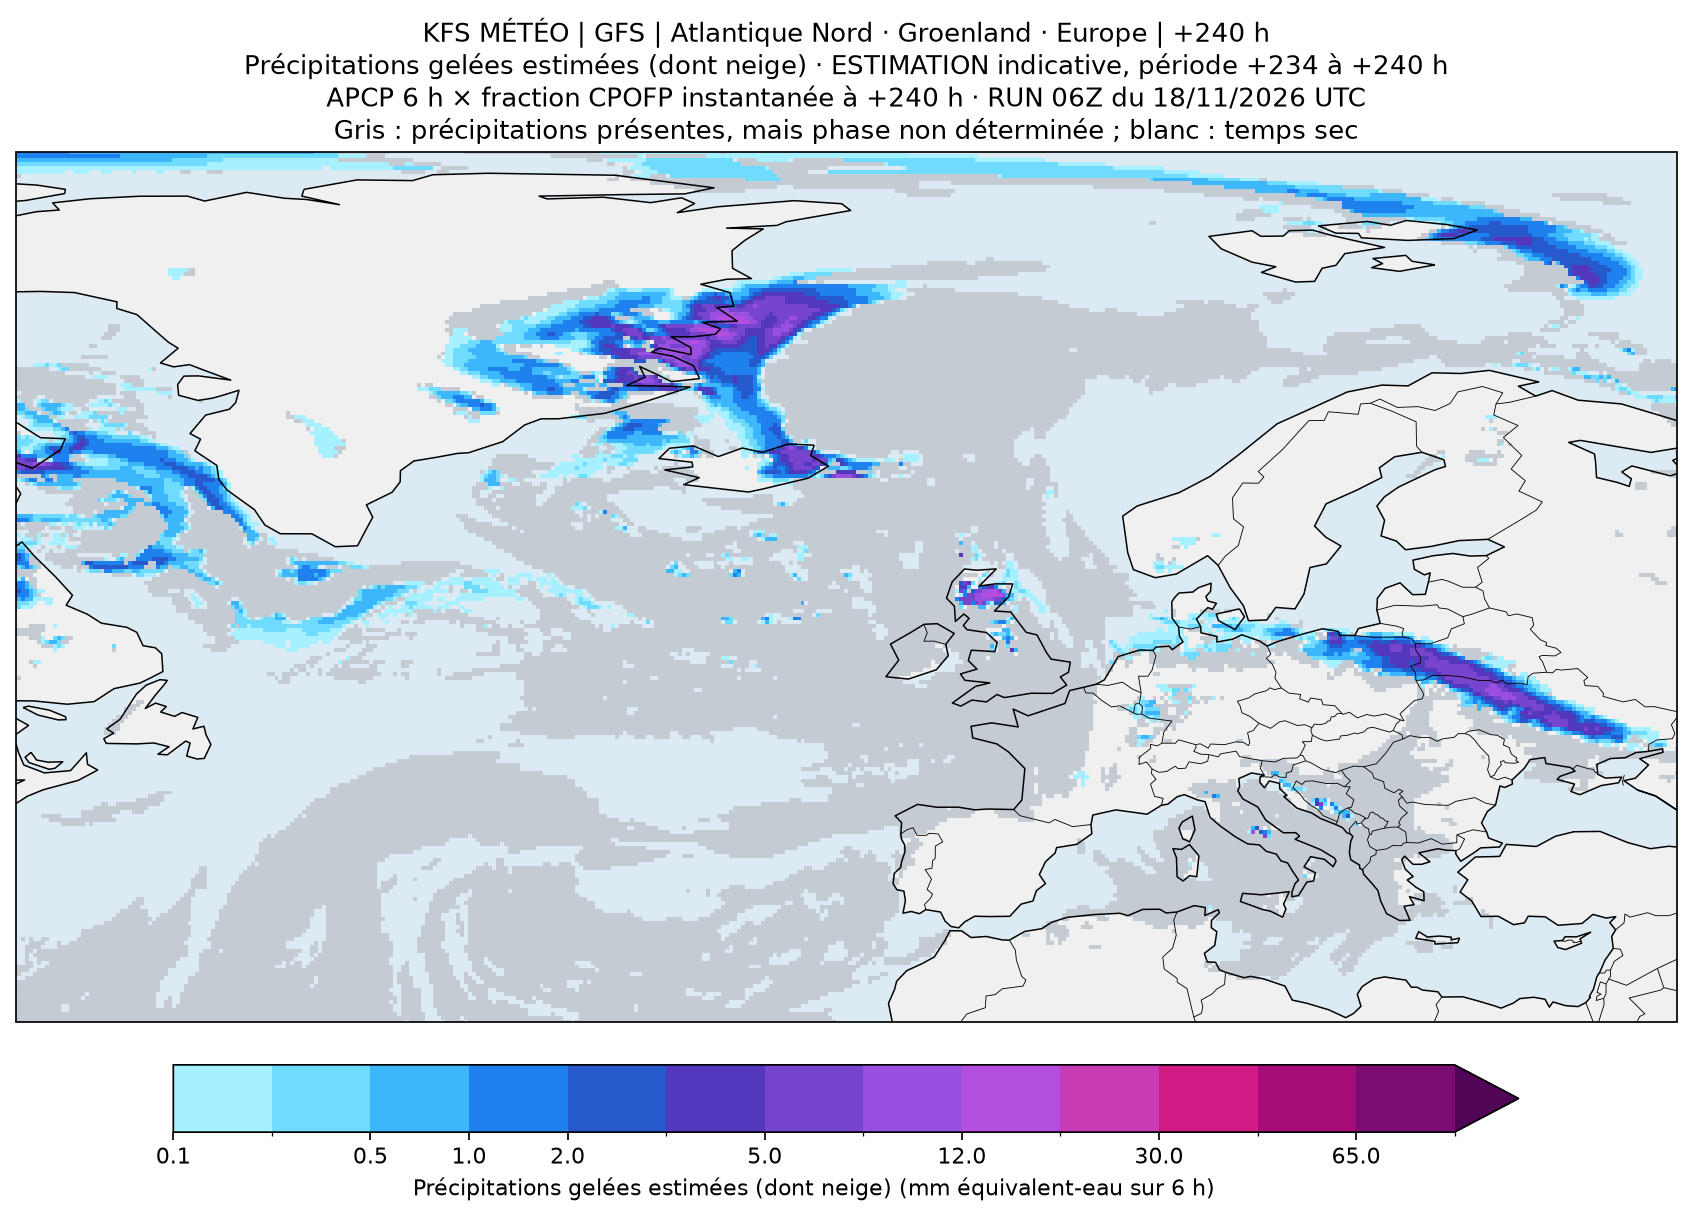 KFS MÉTÉO | GFS | Atlantique Nord · Groenland · Europe | +240 h
Précipitations gelées estimées (dont neige) · ESTIMATION indicative, période +234 à +240 h
APCP 6 h × fraction CPOFP instantanée à +240 h · RUN 06Z du 18/11/2026 UTC
Gris : précipitations présentes, mais phase non déterminée ; blanc : temps sec
0.1 0.5 1.0 2.0 5.0 12.0 30.0 65.0
Précipitations gelées estimées (dont neige) (mm équivalent-eau sur 6 h)